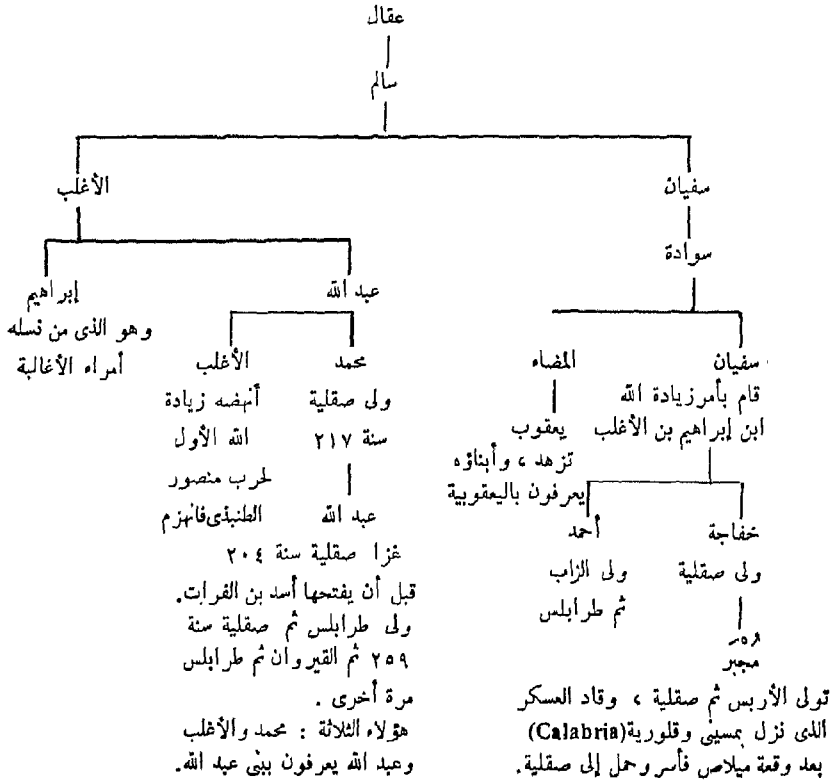 عقال
سالم
سفيان
الأغلب
سوادة
عبد الله
إبراهيم
وهو الذى من نسله
أمراء الأغالبة
سفيان
قام بأمر زيادة الله
ابن إبراهيم بن الأغلب
المضاء
يعقوب
تزهد ، وأبناؤه
يعرفون باليعقوبية
محمد
ولى صقلية
سنة ٢١٧
الأغلب
أنهضه زيادة
الله الأول
لحرب منصور
الطنبذى فانهزم
خفاجة
ولى صقلية
أحمد
ولى الزاب
ثم طرابلس
مُجَبَّر
تولى الأربس ثم صقلية ، وقاد العسكر
الذى نزل بمسينى وقلورية (Calabria)
بعد وقعة ميلاص فأسر وحمل إلى صقلية.
عبد الله
غزا صقلية سنة ٢٠٤
قبل أن يفتحها أسد بن الفرات.
ولى طرابلس ثم صقلية سنة
٢٥٩ ثم القيروان ثم طرابلس
مرة أخرى .
هؤلاء الثلاثة : محمد والأغلب
وعبد الله يعرفون ببنى عبد الله.